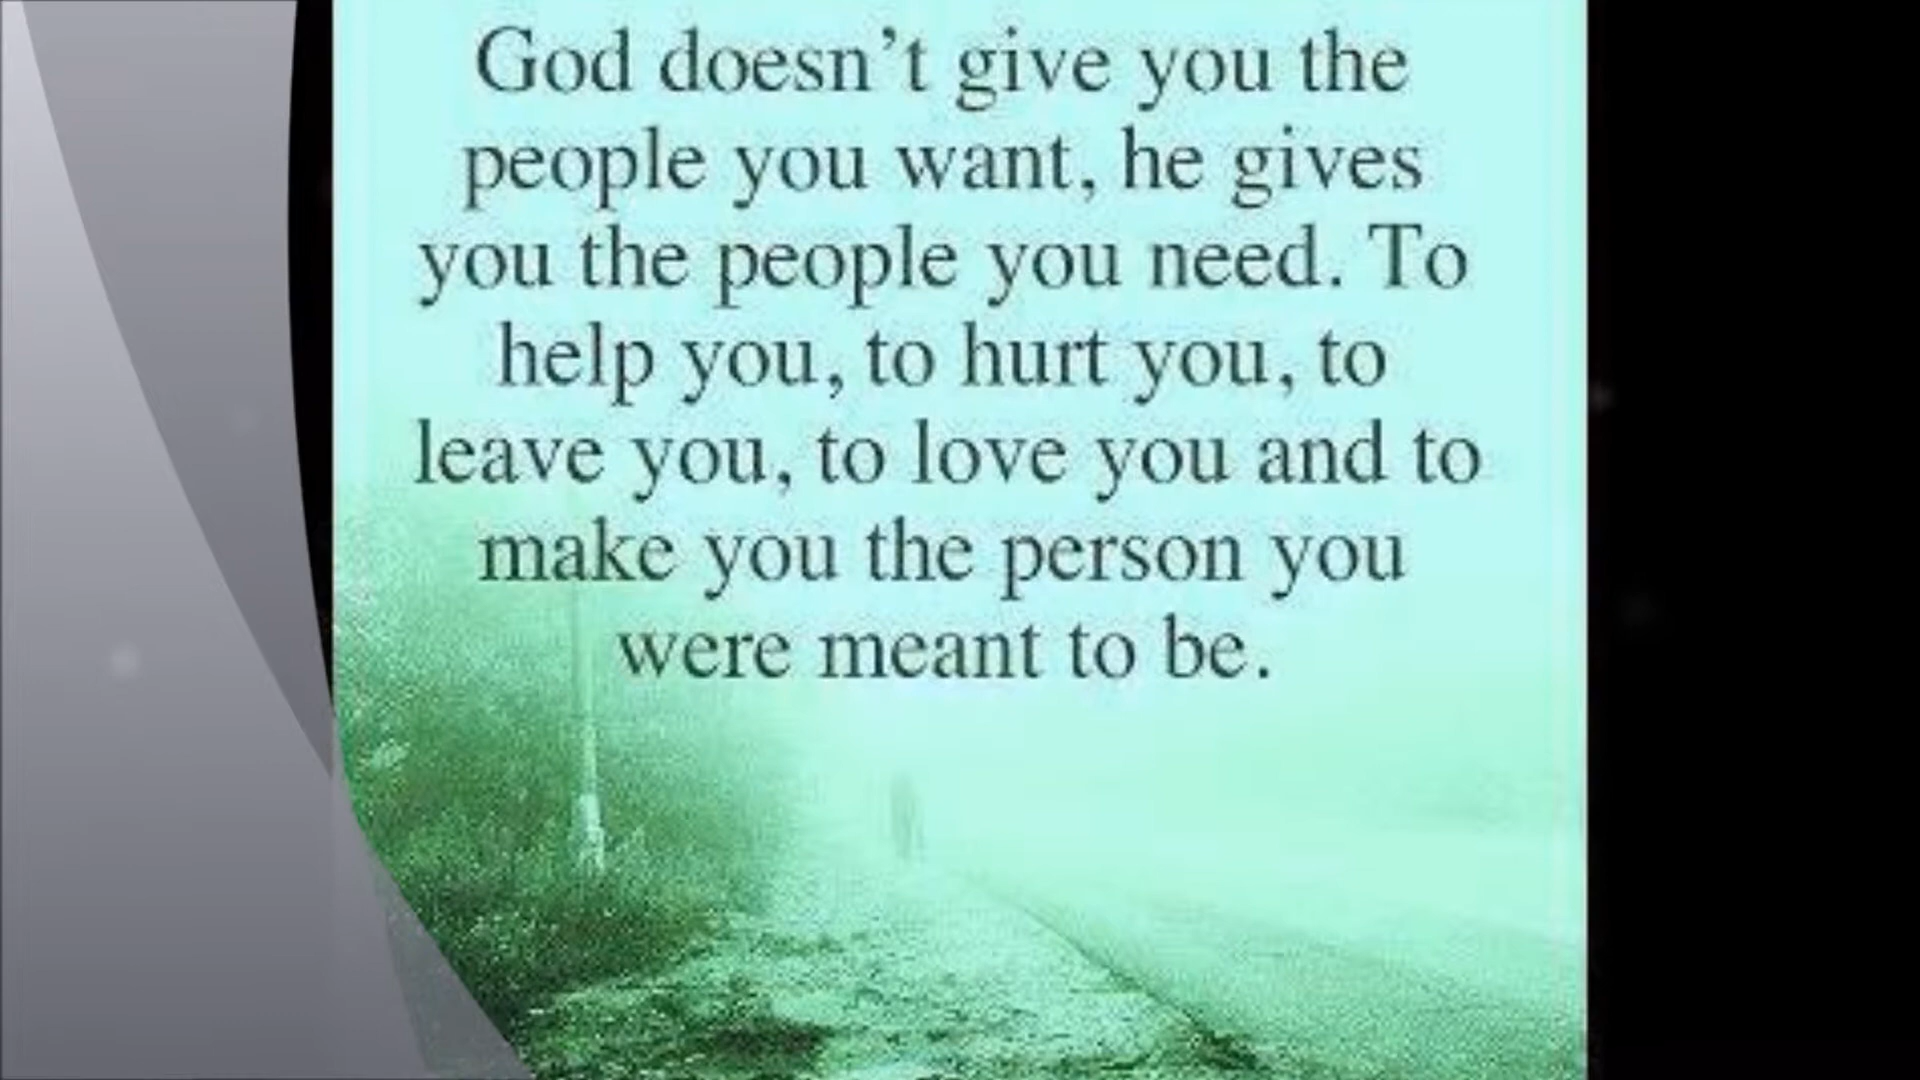 God doesn’t give you the
people you want, he gives
you the people you need. To
help you, to hurt you, to
leave you, to love you and to
make you the person you
were meant to be.